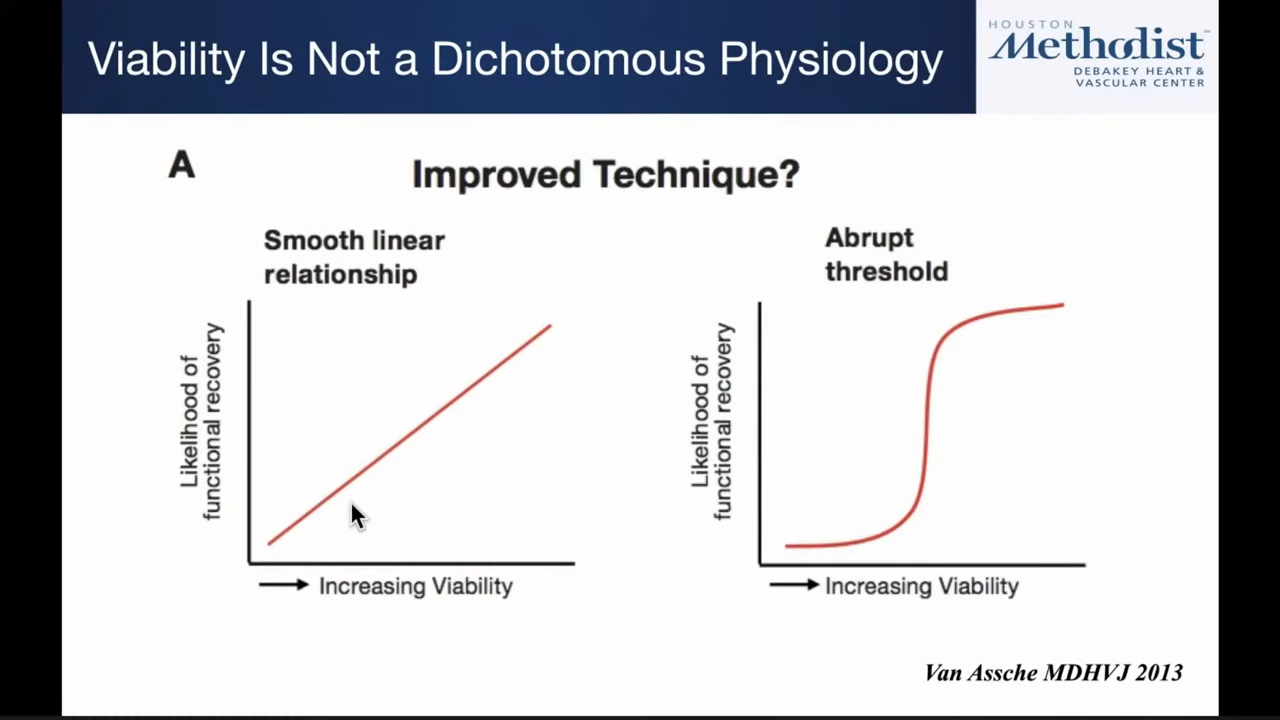 Viability Is Not a Dichotomous Physiology
HOUSTON
Methodist
DEBAKEY HEART &
VASCULAR CENTER
A
Improved Technique?
Smooth linear
relationship
Likelihood of
functional recovery
Increasing Viability
Abrupt
threshold
Likelihood of
functional recovery
Increasing Viability
Van Assche MDHVJ 2013